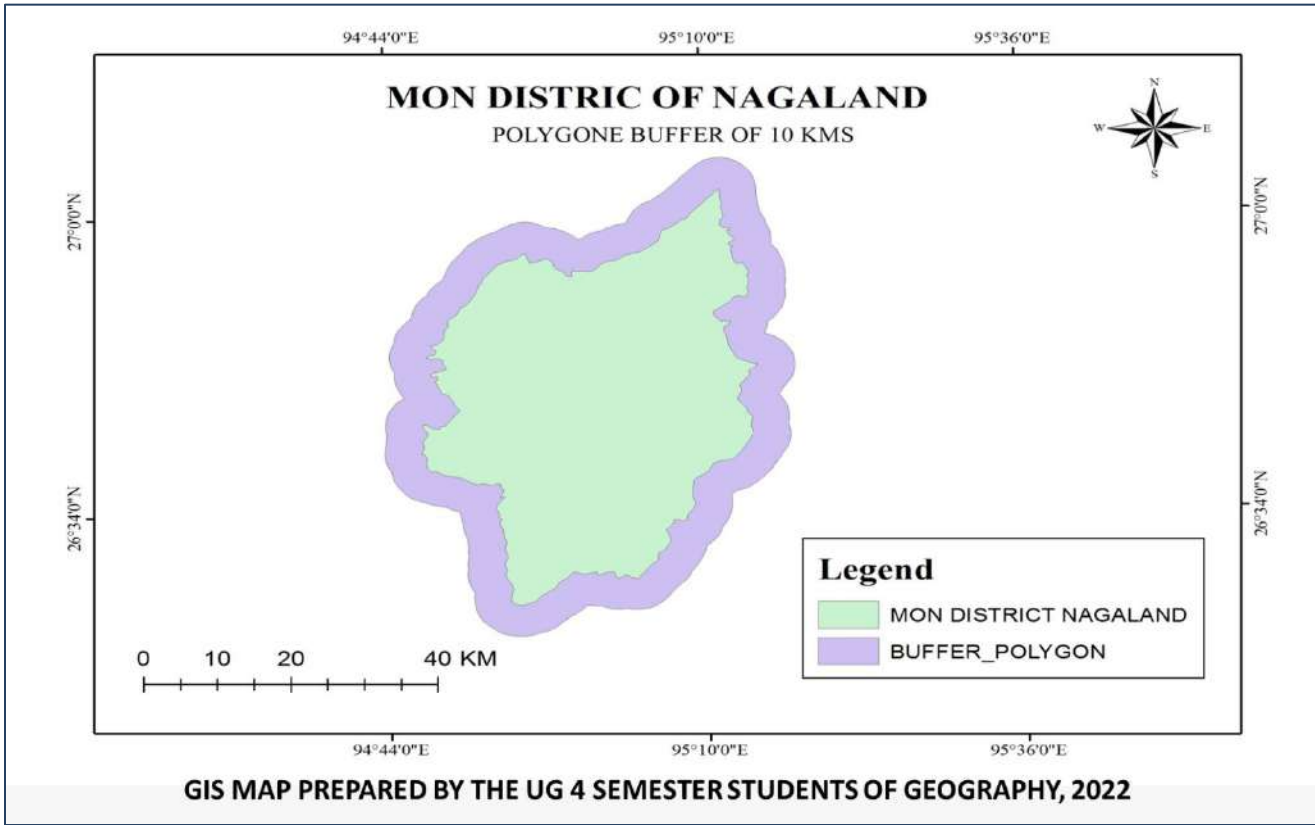 94°44'0"E 95°10'0"E 95°36'0"E
MON DISTRIC OF NAGALAND
POLYGONE BUFFER OF 10 KMS
N
W E
S
27°0'0"N 27°0'0"N
26°34'0"N 26°34'0"N
Legend
MON DISTRICT NAGALAND
BUFFER_POLYGON
0 10 20 40 KM
94°44'0"E 95°10'0"E 95°36'0"E
GIS MAP PREPARED BY THE UG 4 SEMESTER STUDENTS OF GEOGRAPHY, 2022